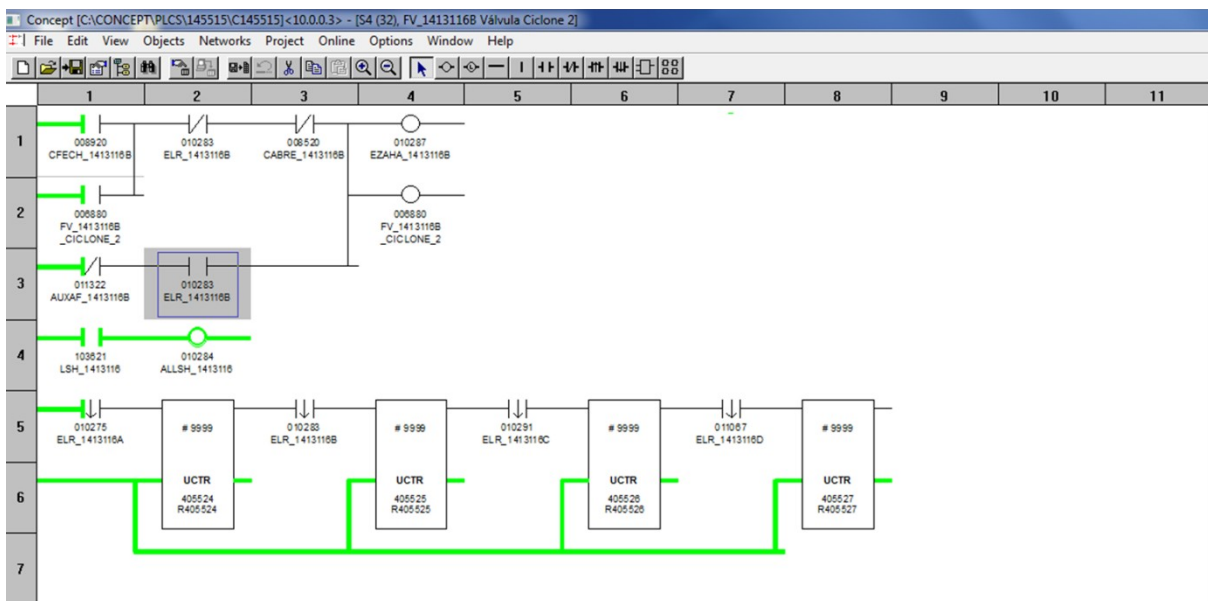 Concept [C:\CONCEPT\PLCS\145515\C145515]<10.0.0.3> - [S4 (32), FV_1413116B Válvula Ciclone 2]
File Edit View Objects Networks Project Online Options Window Help
1 2 3 4 5 6 7 8 9 10 11
1
008920 010283 008520 010287
CFECH_1413116B ELR_1413116B CABRE_1413116B EZAHA_1413116B
2
006880 006880
FV_1413116B FV_1413116B
_CICLONE_2 _CICLONE_2
3
011322 010283
AUXAF_1413116B ELR_1413116B
4
103621 010284
LSH_1413116 ALLSH_1413116
5
010275 # 9999 010283 # 9999 010291 # 9999 011067 # 9999
ELR_1413116A ELR_1413116B ELR_1413116C ELR_1413116D
6
UCTR UCTR UCTR UCTR
405524 405525 405526 405527
R405524 R405525 R405526 R405527
7